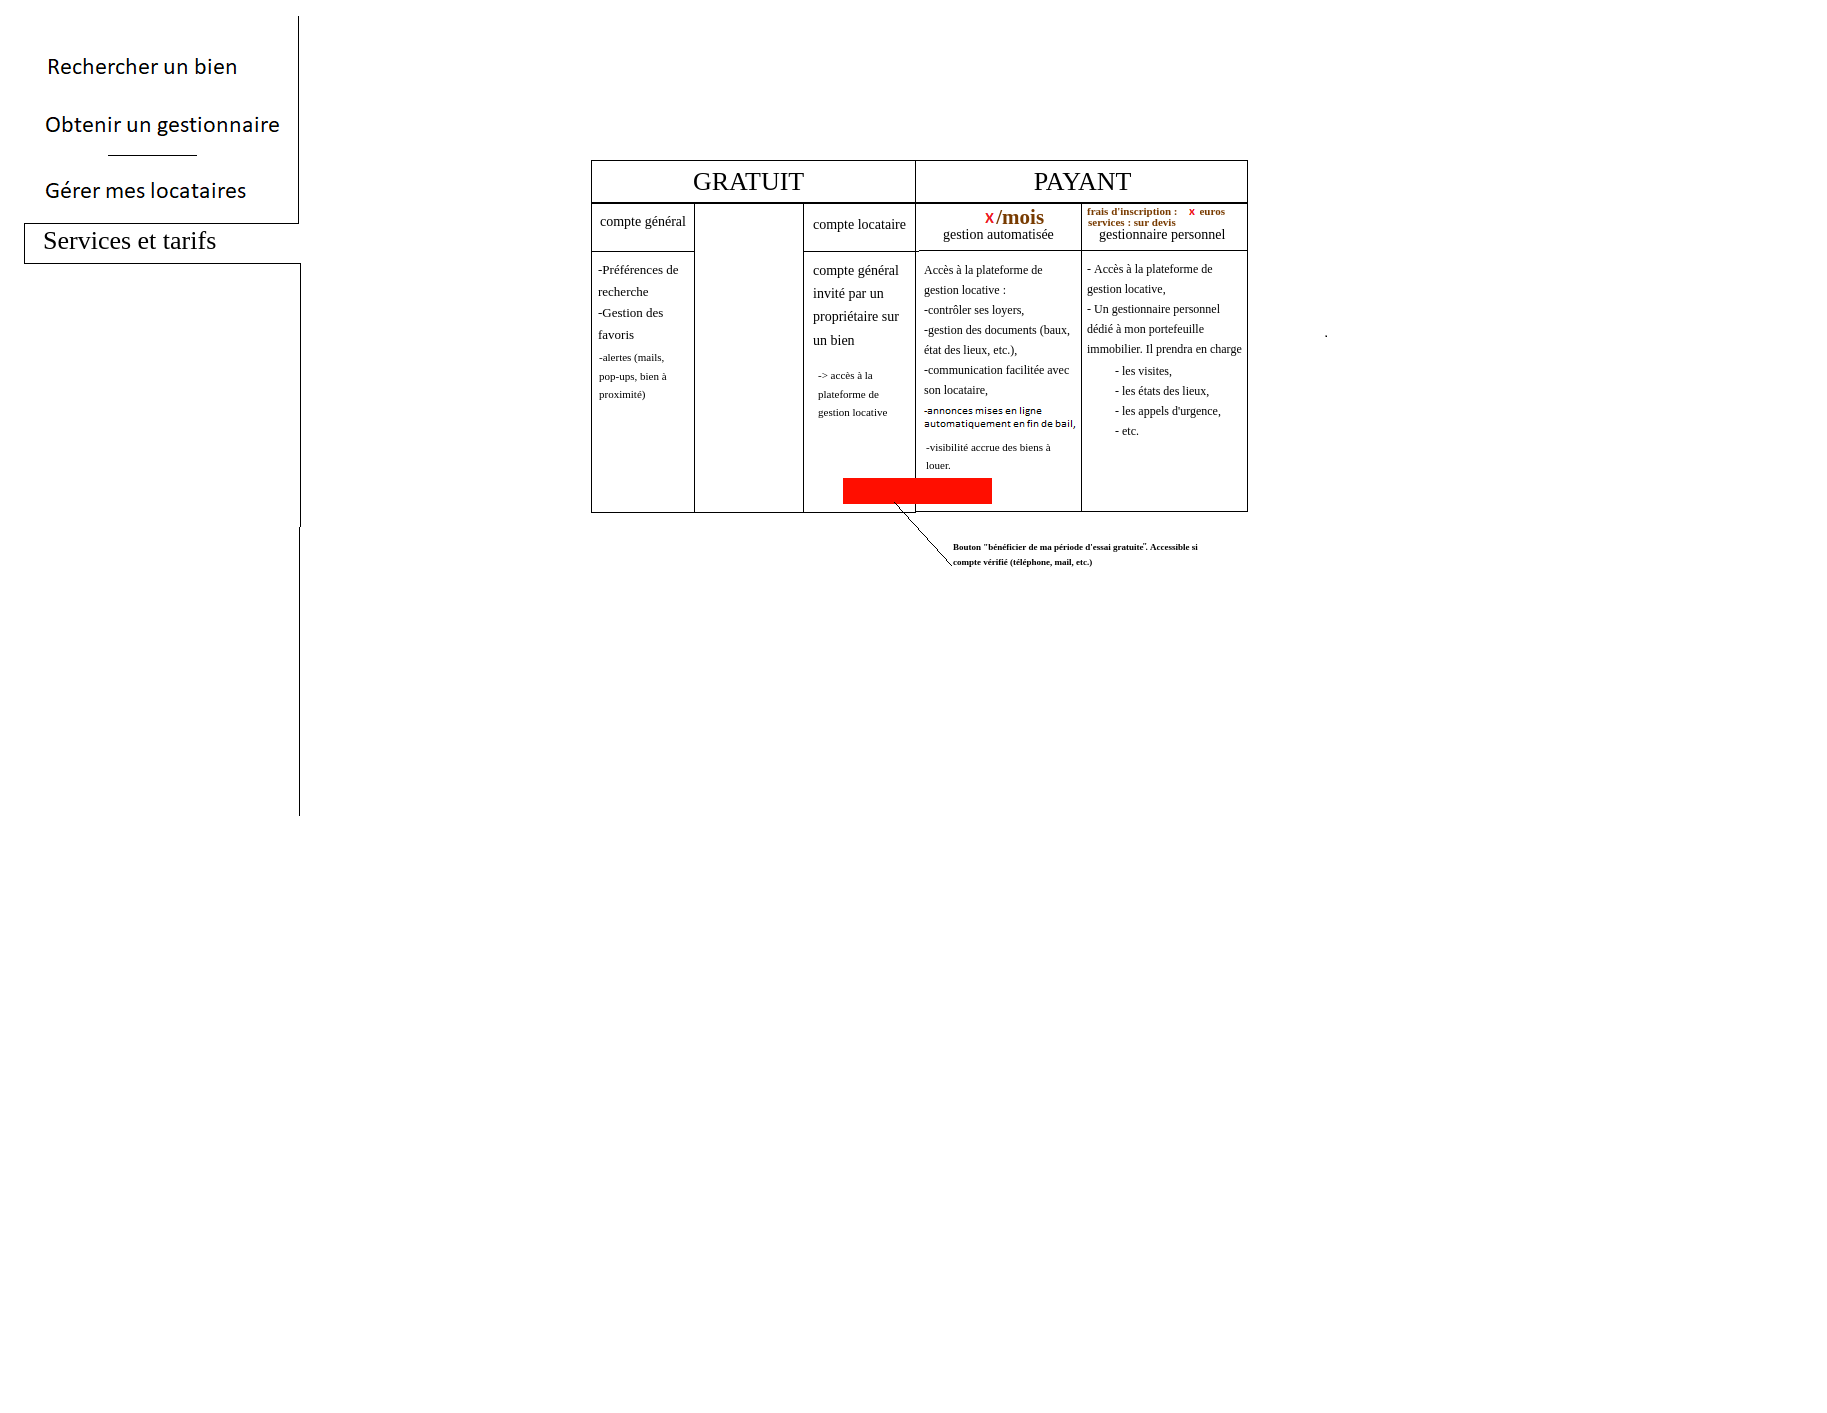 Rechercher un bien
Obtenir un gestionnaire
Gérer mes locataires
Services et tarifs
GRATUIT
PAYANT
compte général
compte locataire
X/mois
gestion automatisée
frais d'inscription : x euros
services : sur devis
gestionnaire personnel
-Préférences de
recherche
-Gestion des
favoris
-alertes (mails,
pop-ups, bien à
proximité)
compte général
invité par un
propriétaire sur
un bien
-> accès à la
plateforme de
gestion locative
Accès à la plateforme de
gestion locative :
-contrôler ses loyers,
-gestion des documents (baux,
état des lieux, etc.),
-communication facilitée avec
son locataire,
-annonces mises en ligne
automatiquement en fin de bail,
-visibilité accrue des biens à
louer.
- Accès à la plateforme de
gestion locative,
- Un gestionnaire personnel
dédié à mon portefeuille
immobilier. Il prendra en charge
- les visites,
- les états des lieux,
- les appels d'urgence,
- etc.
Bouton "bénéficier de ma période d'essai gratuite". Accessible si
compte vérifié (téléphone, mail, etc.)